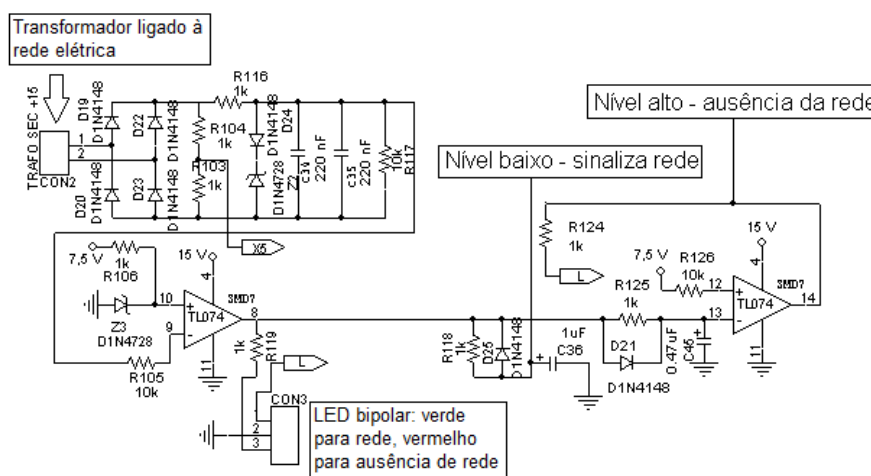 Transformador ligado à
rede elétrica
TRAFO SEC +15
CON2
1
2
D19
D1N4148
D22
D1N4148
D20
D1N4148
D23
D1N4148
R116
1k
R104
1k
R103
1k
D1N4148
D24
D1N4728
Z2
c34
220 nF
c35
220 nF
10k
R117
X5
Nível alto - ausência da rede
Nível baixo - sinaliza rede
7,5 V
1k
R106
15 V
4
SMD7
10
+
TL074
9
-
8
11
Z3
D1N4728
R105
10k
1k
R119
L
CON3
1
2
3
LED bipolar: verde
para rede, vermelho
para ausência de rede
R118
1k
D25
D1N4148
+
1uF
C36
R124
1k
L
R125
1k
D21
D1N4148
0.47uF
+
C45
7,5 V
R126
10k
15 V
4
SMD7
12
+
TL074
13
-
14
11